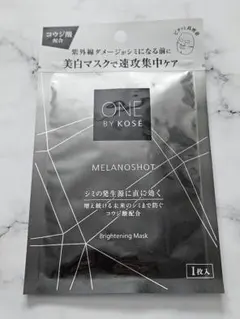 コウジ酸
配合
紫外線ダメージがシミになる前に
美白マスクで速攻集中ケア
ONE
BY KOSÉ
MELANOSHOT
シミの発生源に直に効く
増え続ける未来のシミまで防ぐ
コウジ酸配合
Brightening Mask
1枚入